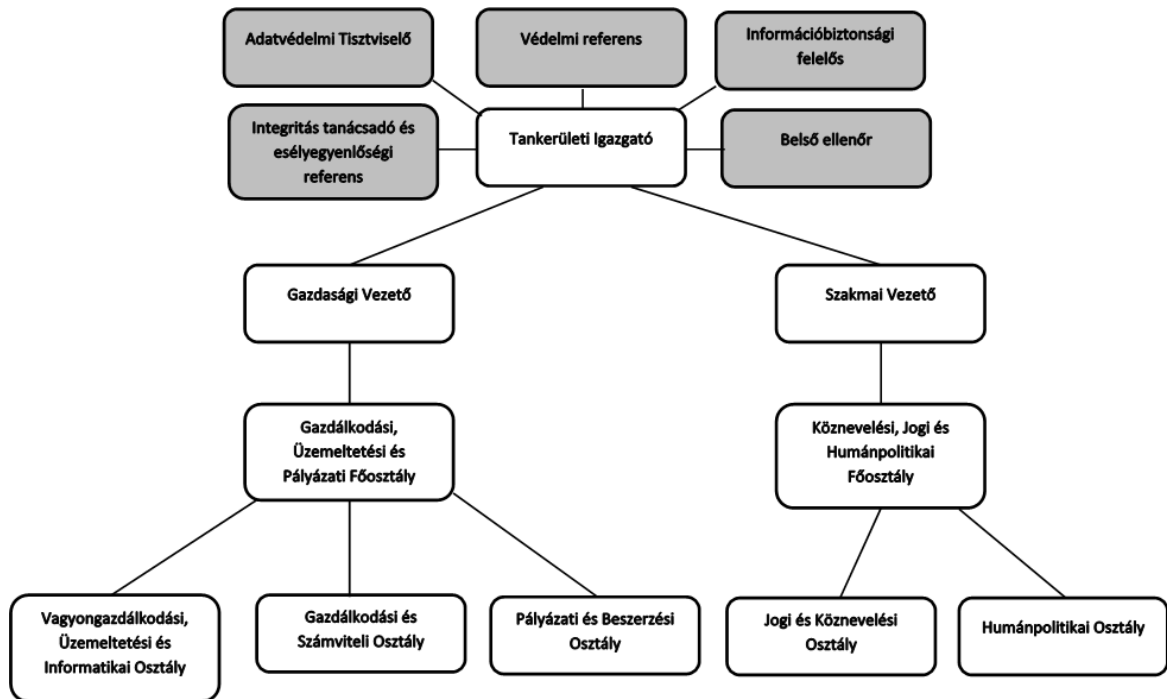 Adatvédelmi Tisztviselő
Védelmi referens
Információbiztonsági
felelős
Integritás tanácsadó és
esélyegyenlőségi
referens
Tankerületi Igazgató
Belső ellenőr
Gazdasági Vezető
Szakmai Vezető
Gazdálkodási,
Üzemeltetési és
Pályázati Főosztály
Köznevelési, Jogi és
Humánpolitikai
Főosztály
Vagyongazdálkodási,
Üzemeltetési és
Informatikai Osztály
Gazdálkodási és
Számviteli Osztály
Pályázati és Beszerzési
Osztály
Jogi és Köznevelési
Osztály
Humánpolitikai Osztály